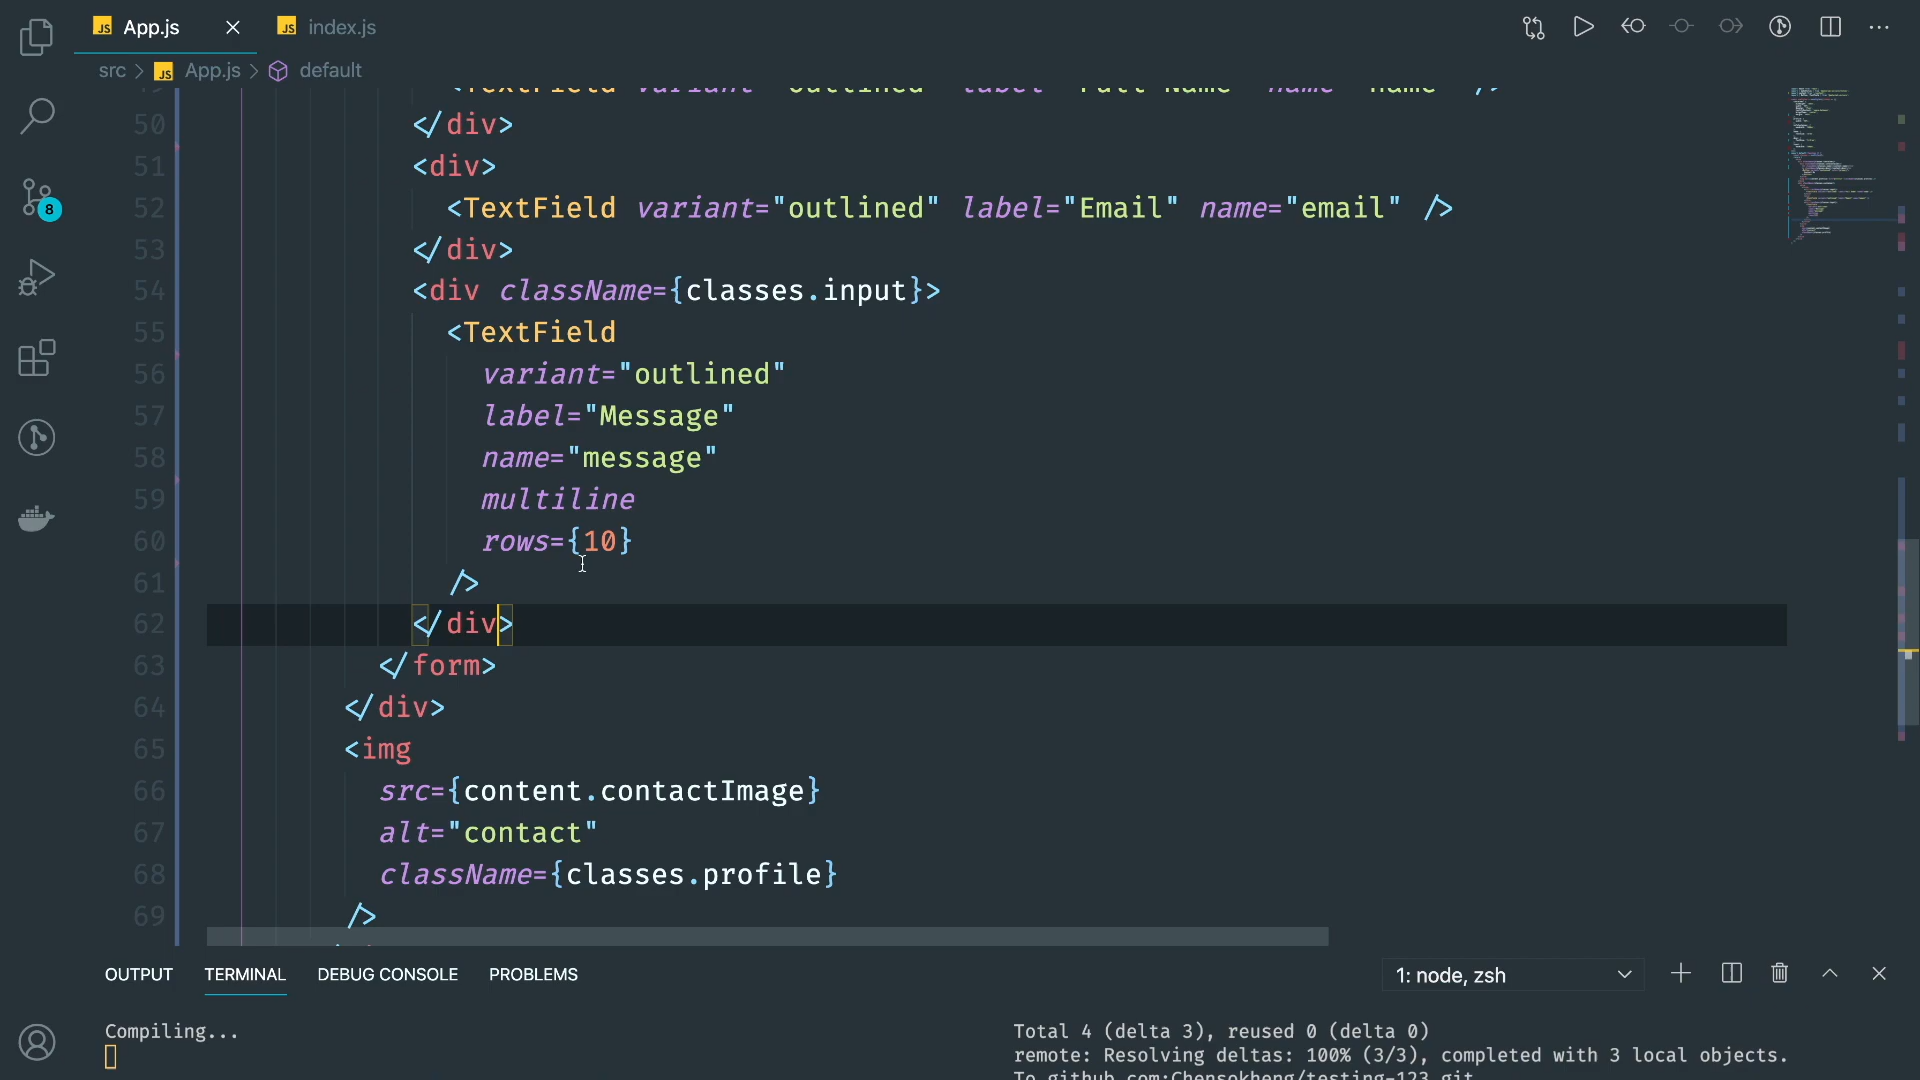 JS App.js
JS index.js
src > JS App.js > default
50 </div>
51 <div>
52 <TextField variant="outlined" label="Email" name="email" />
53 </div>
54 <div className={classes.input}>
55 <TextField
56 variant="outlined"
57 label="Message"
58 name="message"
59 multiline
60 rows={10}
61 />
62 </div>
63 </form>
64 </div>
65 <img
66 src={content.contactImage}
67 alt="contact"
68 className={classes.profile}
69 />
8
OUTPUT TERMINAL DEBUG CONSOLE PROBLEMS
1: node, zsh
Compiling...
Total 4 (delta 3), reused 0 (delta 0)
remote: Resolving deltas: 100% (3/3), completed with 3 local objects.
To github.com:Chensokheng/testing-123.git